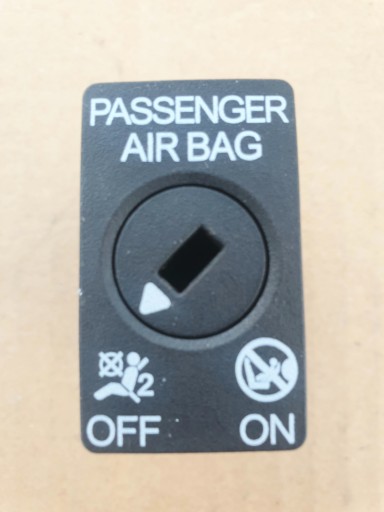 PASSENGER
AIR BAG
2
OFF ON